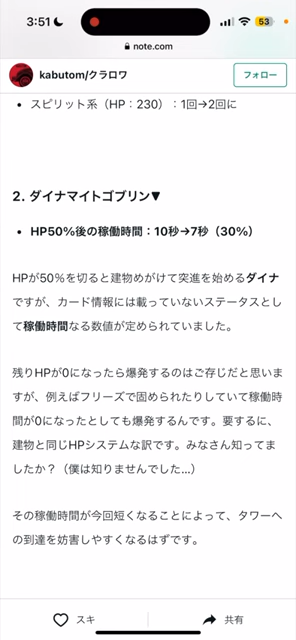 3:51
53
note.com
kabutom/クラロワ
フォロー
• スピリット系（HP：230）：1回→2回に
2. ダイナマイトゴブリン▼
• HP50%後の稼働時間：10秒→7秒（30%）
HPが50%を切ると建物めがけて突進を始めるダイナ
ですが、カード情報には載っていないステータスとし
て稼働時間なる数値が定められていました。
残りHPが0になったら爆発するのはご存じだと思いま
すが、例えばフリーズで固められたりしていて稼働時
間が0になったとしても爆発するんです。要するに、
建物と同じHPシステムな訳です。みなさん知ってま
したか？（僕は知りませんでした...）
その稼働時間が今回短くなることによって、タワーへ
の到達を妨害しやすくなるはずです。
スキ
共有